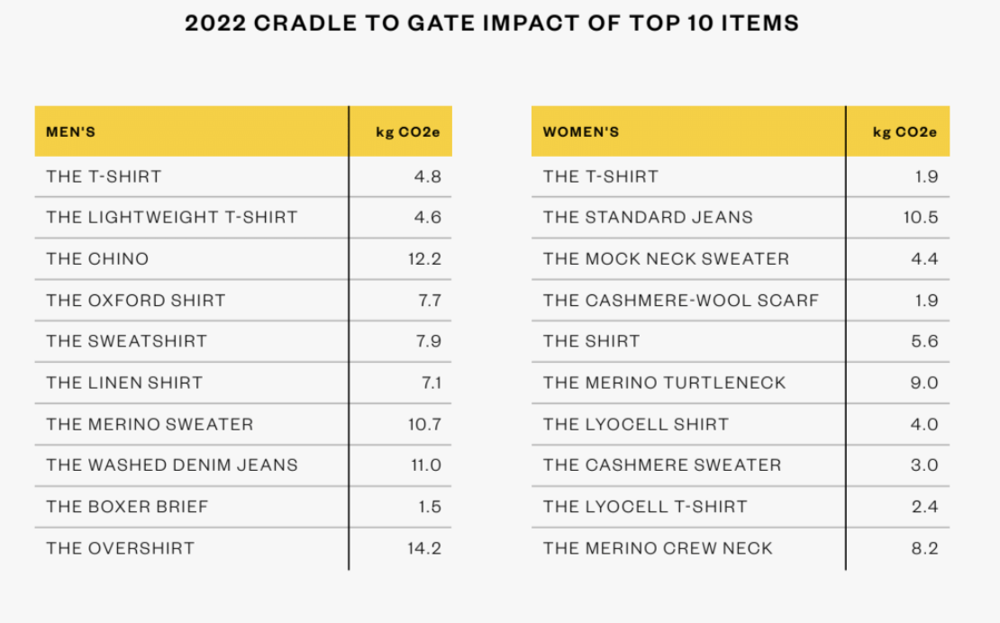 2022 CRADLE TO GATE IMPACT OF TOP 10 ITEMS
MEN'S kg CO2e
THE T-SHIRT 4.8
THE LIGHTWEIGHT T-SHIRT 4.6
THE CHINO 12.2
THE OXFORD SHIRT 7.7
THE SWEATSHIRT 7.9
THE LINEN SHIRT 7.1
THE MERINO SWEATER 10.7
THE WASHED DENIM JEANS 11.0
THE BOXER BRIEF 1.5
THE OVERSHIRT 14.2
WOMEN'S kg CO2e
THE T-SHIRT 1.9
THE STANDARD JEANS 10.5
THE MOCK NECK SWEATER 4.4
THE CASHMERE-WOOL SCARF 1.9
THE SHIRT 5.6
THE MERINO TURTLENECK 9.0
THE LYOCELL SHIRT 4.0
THE CASHMERE SWEATER 3.0
THE LYOCELL T-SHIRT 2.4
THE MERINO CREW NECK 8.2